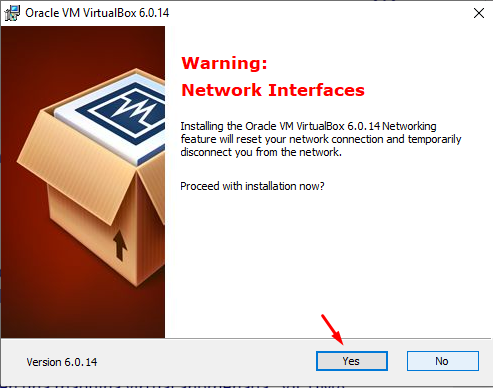 Oracle VM VirtualBox 6.0.14
Warning:
Network Interfaces
Installing the Oracle VM VirtualBox 6.0.14 Networking
feature will reset your network connection and temporarily
disconnect you from the network.
Proceed with installation now?
Version 6.0.14
Yes
No